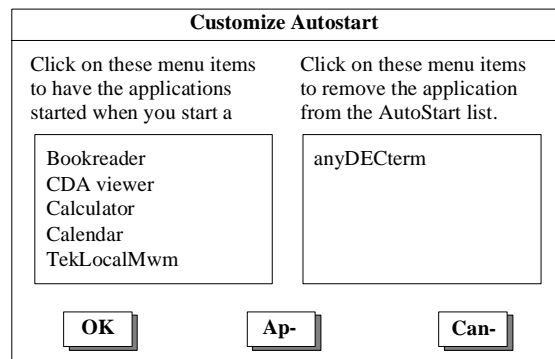 Customize Autostart
Click on these menu items
to have the applications
started when you start a
Click on these menu items
to remove the application
from the AutoStart list.
Bookreader
CDA viewer
Calculator
Calendar
TekLocalMwm
anyDECterm
OK
Ap-
Can-